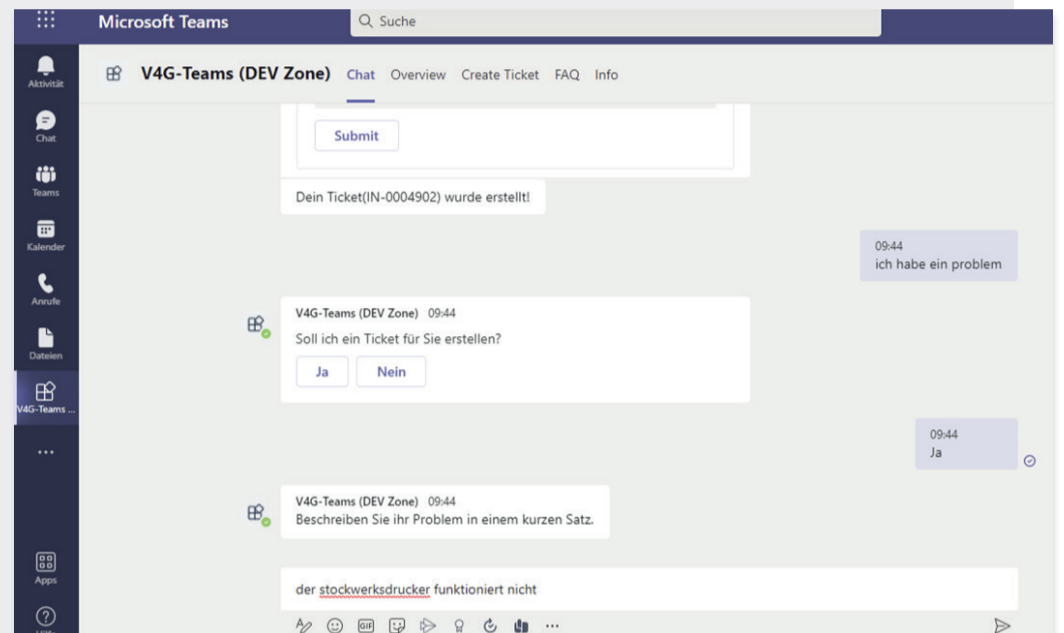 Microsoft Teams
Suche
Aktivität
Chat
Teams
Kalender
Anrufe
Dateien
V4G-Teams ...
Apps
V4G-Teams (DEV Zone) Chat Overview Create Ticket FAQ Info
Submit
Dein Ticket(IN-0004902) wurde erstellt!
09:44
ich habe ein problem
V4G-Teams (DEV Zone) 09:44
Soll ich ein Ticket für Sie erstellen?
Ja Nein
09:44
Ja
V4G-Teams (DEV Zone) 09:44
Beschreiben Sie ihr Problem in einem kurzen Satz.
der stockwerksdrucker funktioniert nicht
GIF